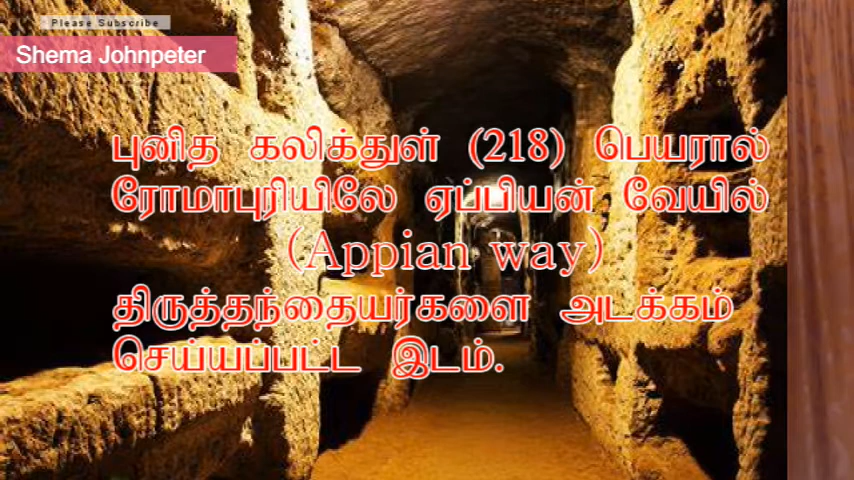 Please Subscribe
Shema Johnpeter
புனித கலிக்துள் (218) பெயரால்
ரோமாபுரியிலே ஏப்பியன் வேயில்
(Appian way)
திருத்தந்தையர்களை அடக்கம்
செய்யப்பட்ட இடம்.